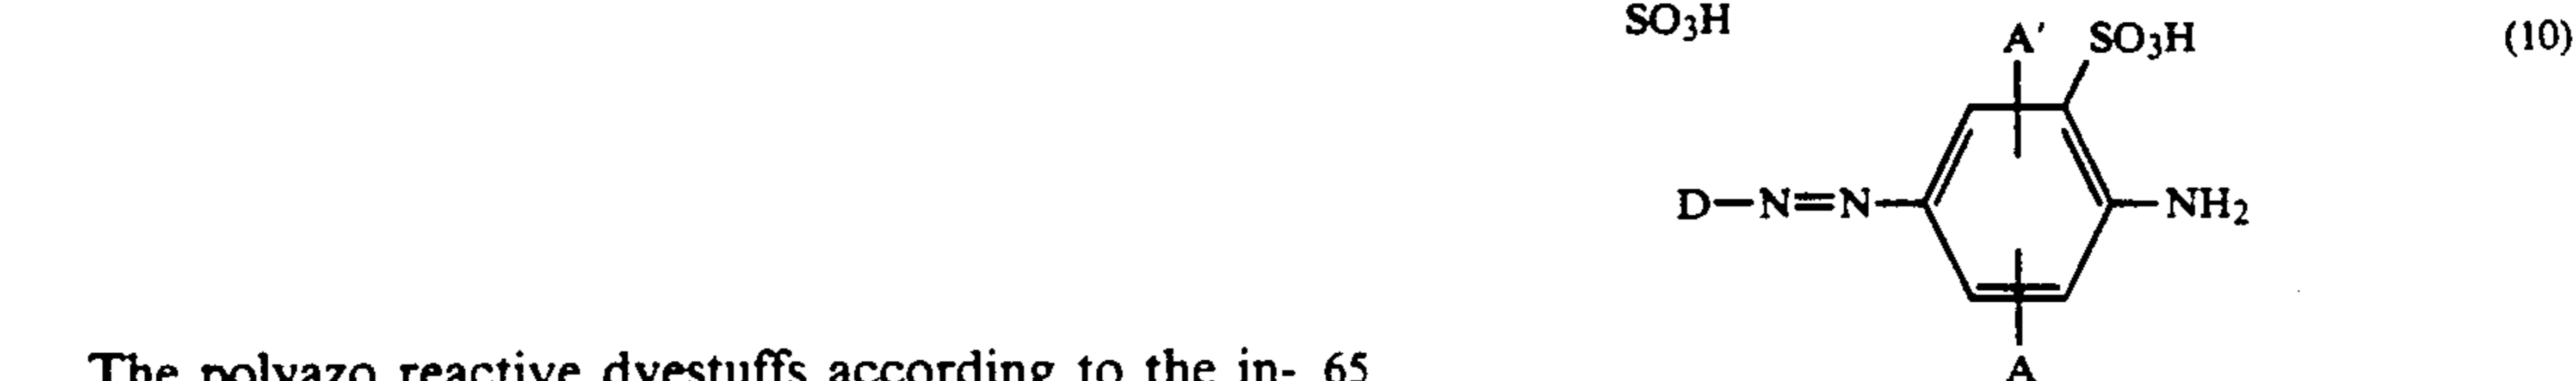 The polyazo reactive dyestuffs according to the in- 65
SO3H
A' SO3H (10)
D—N=N NH2
A